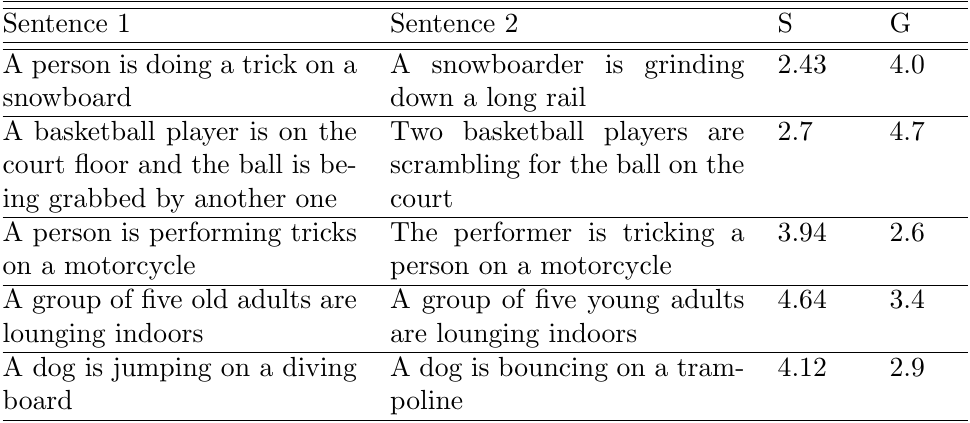 Sentence 1 Sentence 2 S G
A person is doing a trick on a A snowboarder is grinding 2.43 4.0
snowboard down a long rail
A basketball player is on the Two basketball players are 2.7 4.7
court floor and the ball is be- scrambling for the ball on the
ing grabbed by another one court
A person is performing tricks The performer is tricking a 3.94 2.6
on a motorcycle person on a motorcycle
A group of five old adults are A group of five young adults 4.64 3.4
lounging indoors are lounging indoors
A dog is jumping on a diving A dog is bouncing on a tram- 4.12 2.9
board poline